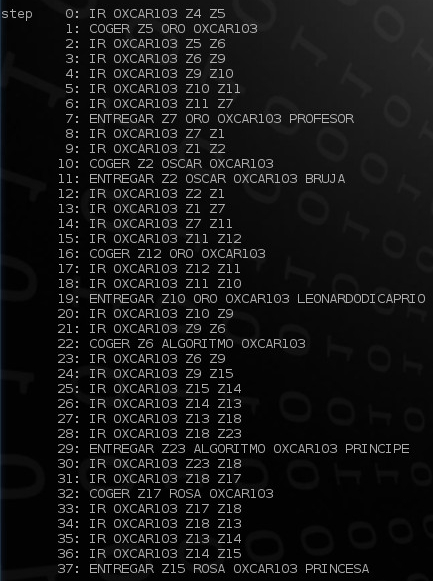 step 0: IR OXCAR103 Z4 Z5
1: COGER Z5 ORO OXCAR103
2: IR OXCAR103 Z5 Z6
3: IR OXCAR103 Z6 Z9
4: IR OXCAR103 Z9 Z10
5: IR OXCAR103 Z10 Z11
6: IR OXCAR103 Z11 Z7
7: ENTREGAR Z7 ORO OXCAR103 PROFESOR
8: IR OXCAR103 Z7 Z1
9: IR OXCAR103 Z1 Z2
10: COGER Z2 OSCAR OXCAR103
11: ENTREGAR Z2 OSCAR OXCAR103 BRUJA
12: IR OXCAR103 Z2 Z1
13: IR OXCAR103 Z1 Z7
14: IR OXCAR103 Z7 Z11
15: IR OXCAR103 Z11 Z12
16: COGER Z12 ORO OXCAR103
17: IR OXCAR103 Z12 Z11
18: IR OXCAR103 Z11 Z10
19: ENTREGAR Z10 ORO OXCAR103 LEONARDODICAPRIO
20: IR OXCAR103 Z10 Z9
21: IR OXCAR103 Z9 Z6
22: COGER Z6 ALGORITMO OXCAR103
23: IR OXCAR103 Z6 Z9
24: IR OXCAR103 Z9 Z15
25: IR OXCAR103 Z15 Z14
26: IR OXCAR103 Z14 Z13
27: IR OXCAR103 Z13 Z18
28: IR OXCAR103 Z18 Z23
29: ENTREGAR Z23 ALGORITMO OXCAR103 PRINCIPE
30: IR OXCAR103 Z23 Z18
31: IR OXCAR103 Z18 Z17
32: COGER Z17 ROSA OXCAR103
33: IR OXCAR103 Z17 Z18
34: IR OXCAR103 Z18 Z13
35: IR OXCAR103 Z13 Z14
36: IR OXCAR103 Z14 Z15
37: ENTREGAR Z15 ROSA OXCAR103 PRINCESA